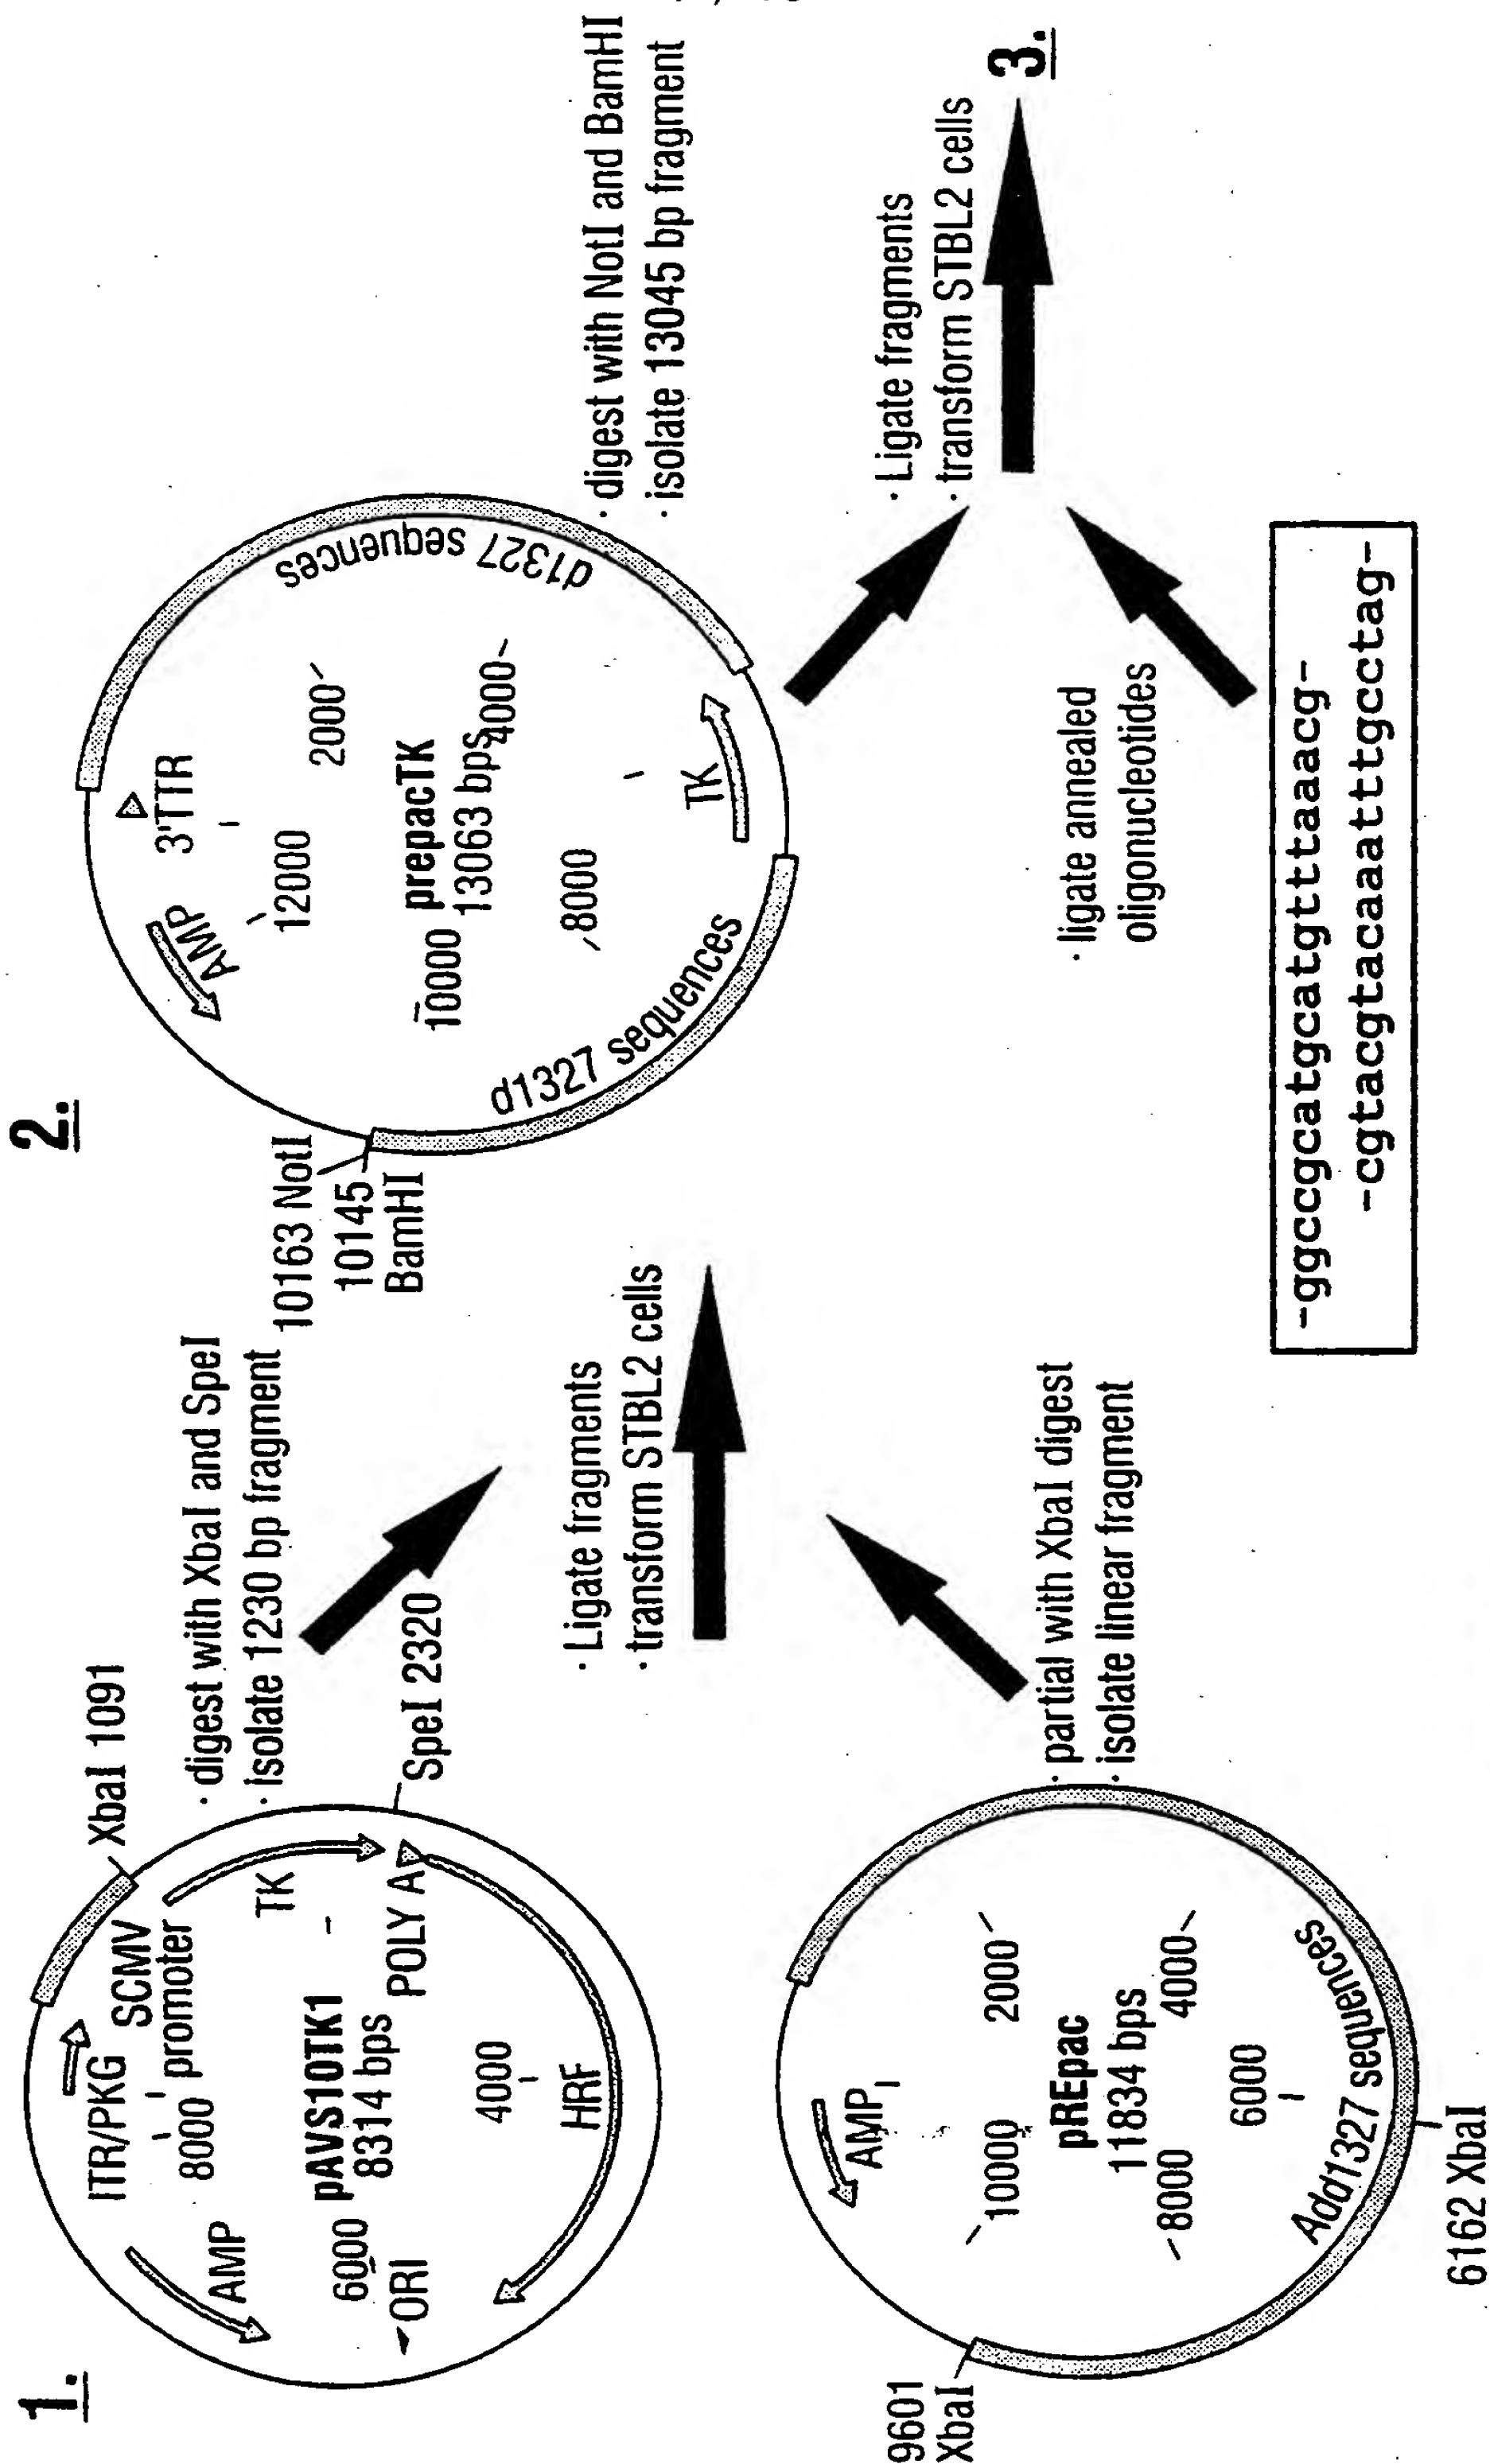 1.
ITR/PKG
SCMV
promoter
8000
XbaI 1091
TK
AMP
pAVS10TK1
8314 bps
6000
ORI
POLY A
4000
HRF
SpeI 2320
· digest with XbaI and SpeI
· isolate 1230 bp fragment
AMP
10000
2000
pREpac
11834 bps
8000
4000
6000
Add1327 sequences
9601
XbaI
6162 XbaI
· partial with XbaI digest
· isolate linear fragment
· Ligate fragments
· transform STBL2 cells
2.
AMP
3'TTR
12000
2000
d1327 sequences
prepacTK
13063 bps
10000
4000
8000
TK
d1327 sequences
10163 NotI
10145
BamHI
· digest with NotI and BamHI
· isolate 13045 bp fragment
· ligate annealed
oligonucleotides
-ggccgcatgcatgtttaaacg-
-cgtacgtacaaatttgcctag-
· Ligate fragments
· transform STBL2 cells
3.